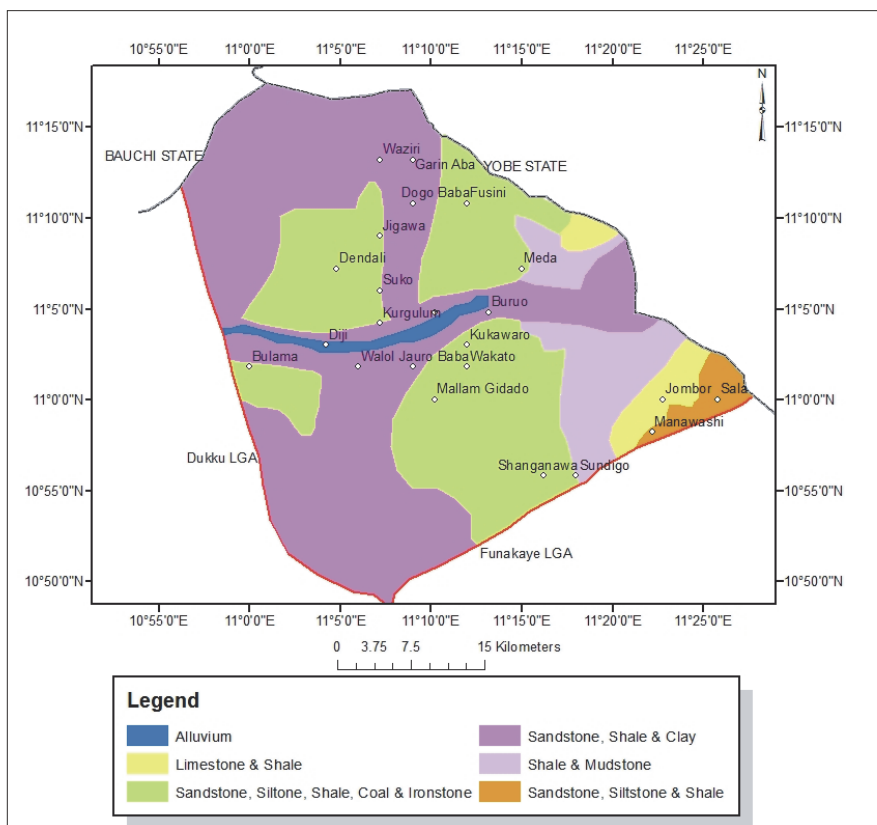 10°55'0"E 11°0'0"E 11°5'0"E 11°10'0"E 11°15'0"E 11°20'0"E 11°25'0"E
N
11°15'0"N 11°15'0"N
BAUCHI STATE
Waziri
Garin Aba
YOBE STATE
11°10'0"N 11°10'0"N
Dogo Baba Fusini
Jigawa
Dendali
Meda
Suko
Buruo
11°5'0"N 11°5'0"N
Kurgulum
Diji
Kukawaro
Bulama
Walol Jauro
Baba Wakato
11°0'0"N 11°0'0"N
Mallam Gidado
Jombor
Sala
Manawashi
Dukku LGA
Shanganawa Sundigo
10°55'0"N 10°55'0"N
Funakaye LGA
10°50'0"N 10°50'0"N
10°55'0"E 11°0'0"E 11°5'0"E 11°10'0"E 11°15'0"E 11°20'0"E 11°25'0"E
0 3.75 7.5 15 Kilometers
Legend
Alluvium
Limestone & Shale
Sandstone, Siltone, Shale, Coal & Ironstone
Sandstone, Shale & Clay
Shale & Mudstone
Sandstone, Siltstone & Shale